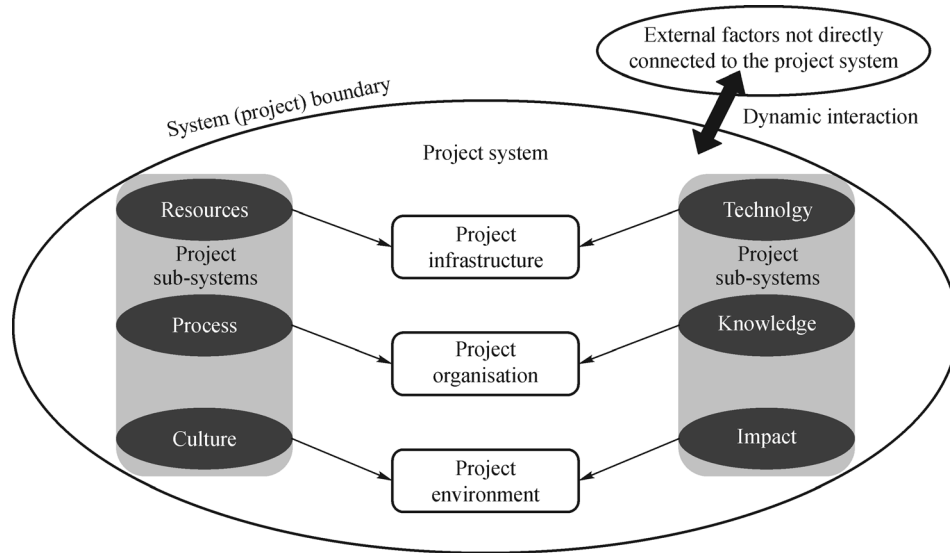 External factors not directly
connected to the project system
System (project) boundary
Dynamic interaction
Project system
Resources
Technolgy
Project
infrastructure
Project
sub-systems
Project
sub-systems
Process
Knowledge
Project
organisation
Culture
Impact
Project
environment